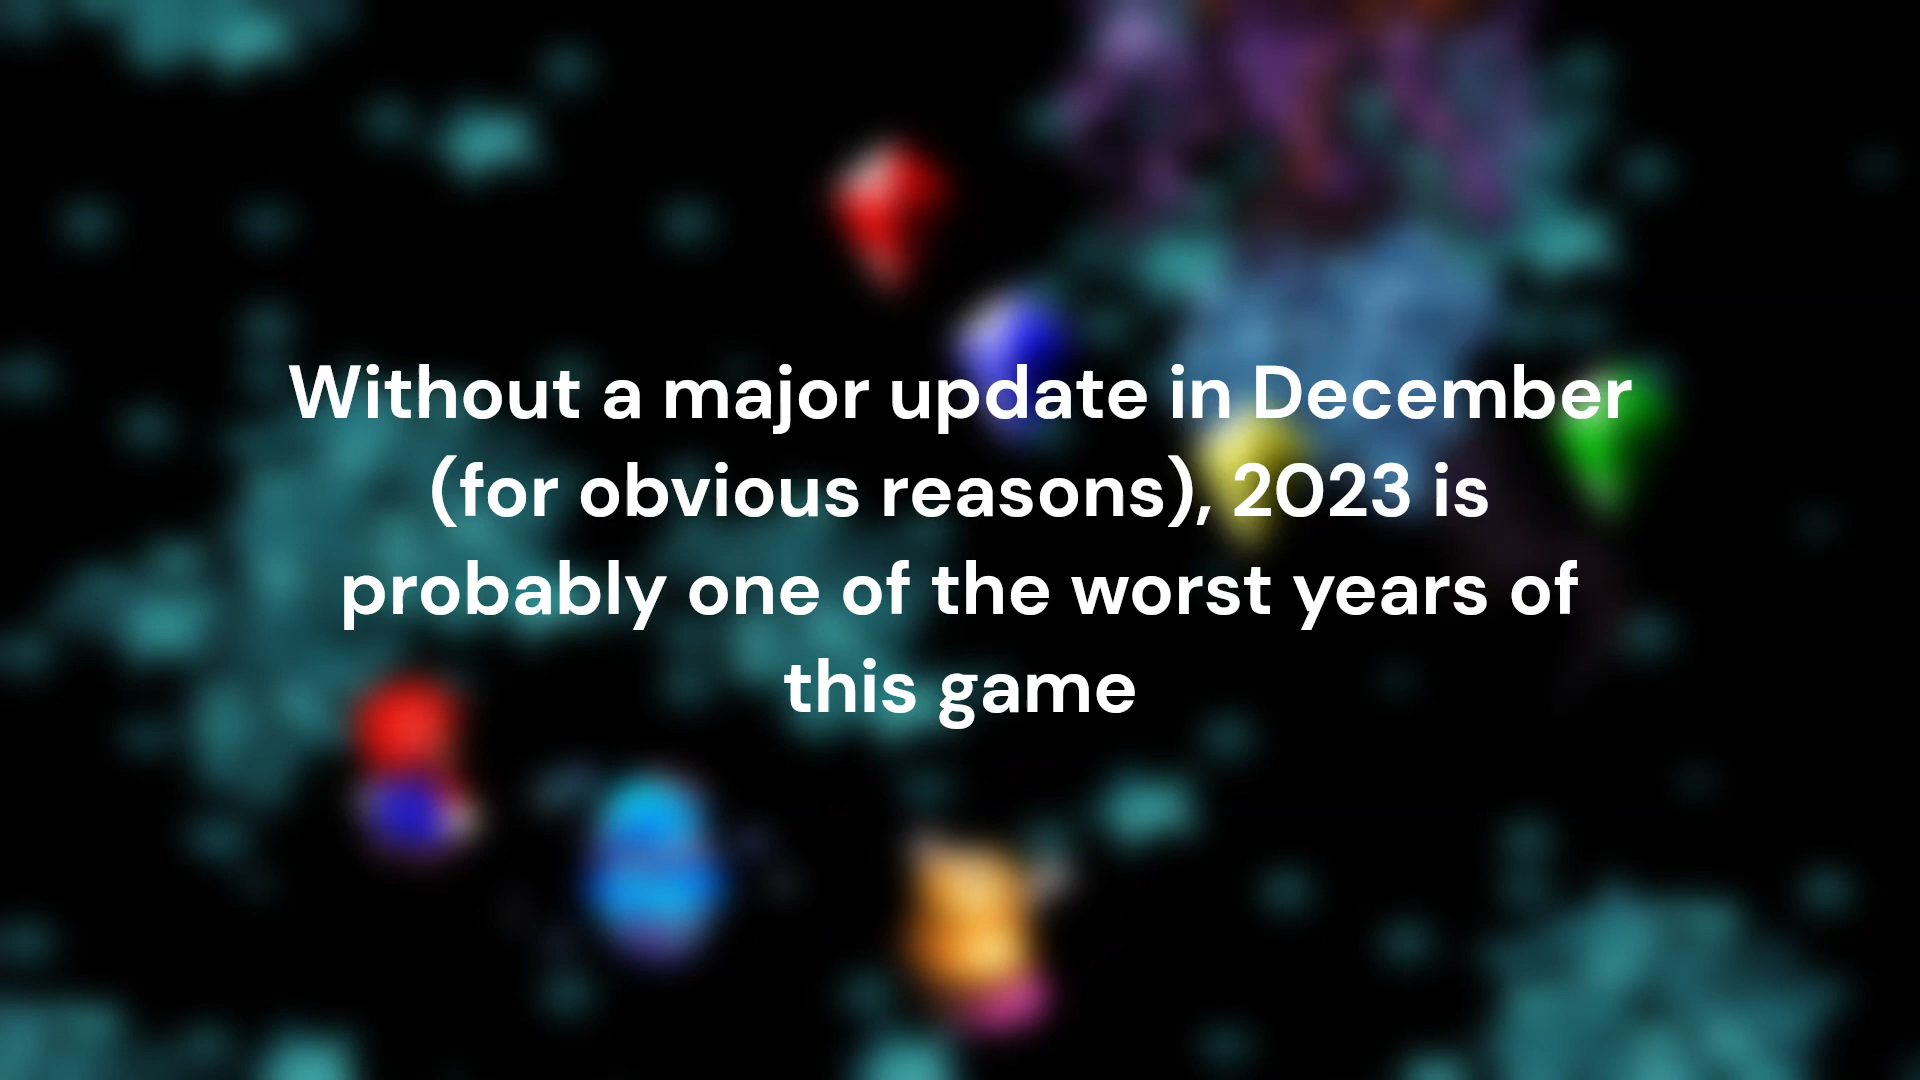 Without a major update in December
(for obvious reasons), 2023 is
probably one of the worst years of
this game